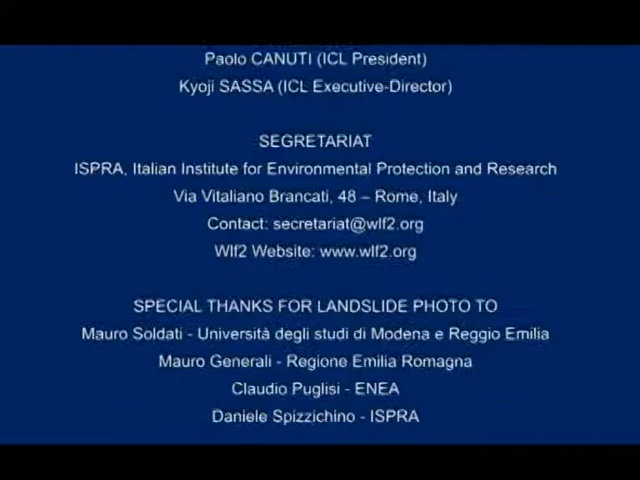 Paolo CANUTI (ICL President)
Kyoji SASSA (ICL Executive-Director)
SEGRETARIAT
ISPRA, Italian Institute for Environmental Protection and Research
Via Vitaliano Brancati, 48 – Rome, Italy
Contact: secretariat@wlf2.org
Wlf2 Website: www.wlf2.org
SPECIAL THANKS FOR LANDSLIDE PHOTO TO
Mauro Soldati - Università degli studi di Modena e Reggio Emilia
Mauro Generali - Regione Emilia Romagna
Claudio Puglisi - ENEA
Daniele Spizzichino - ISPRA